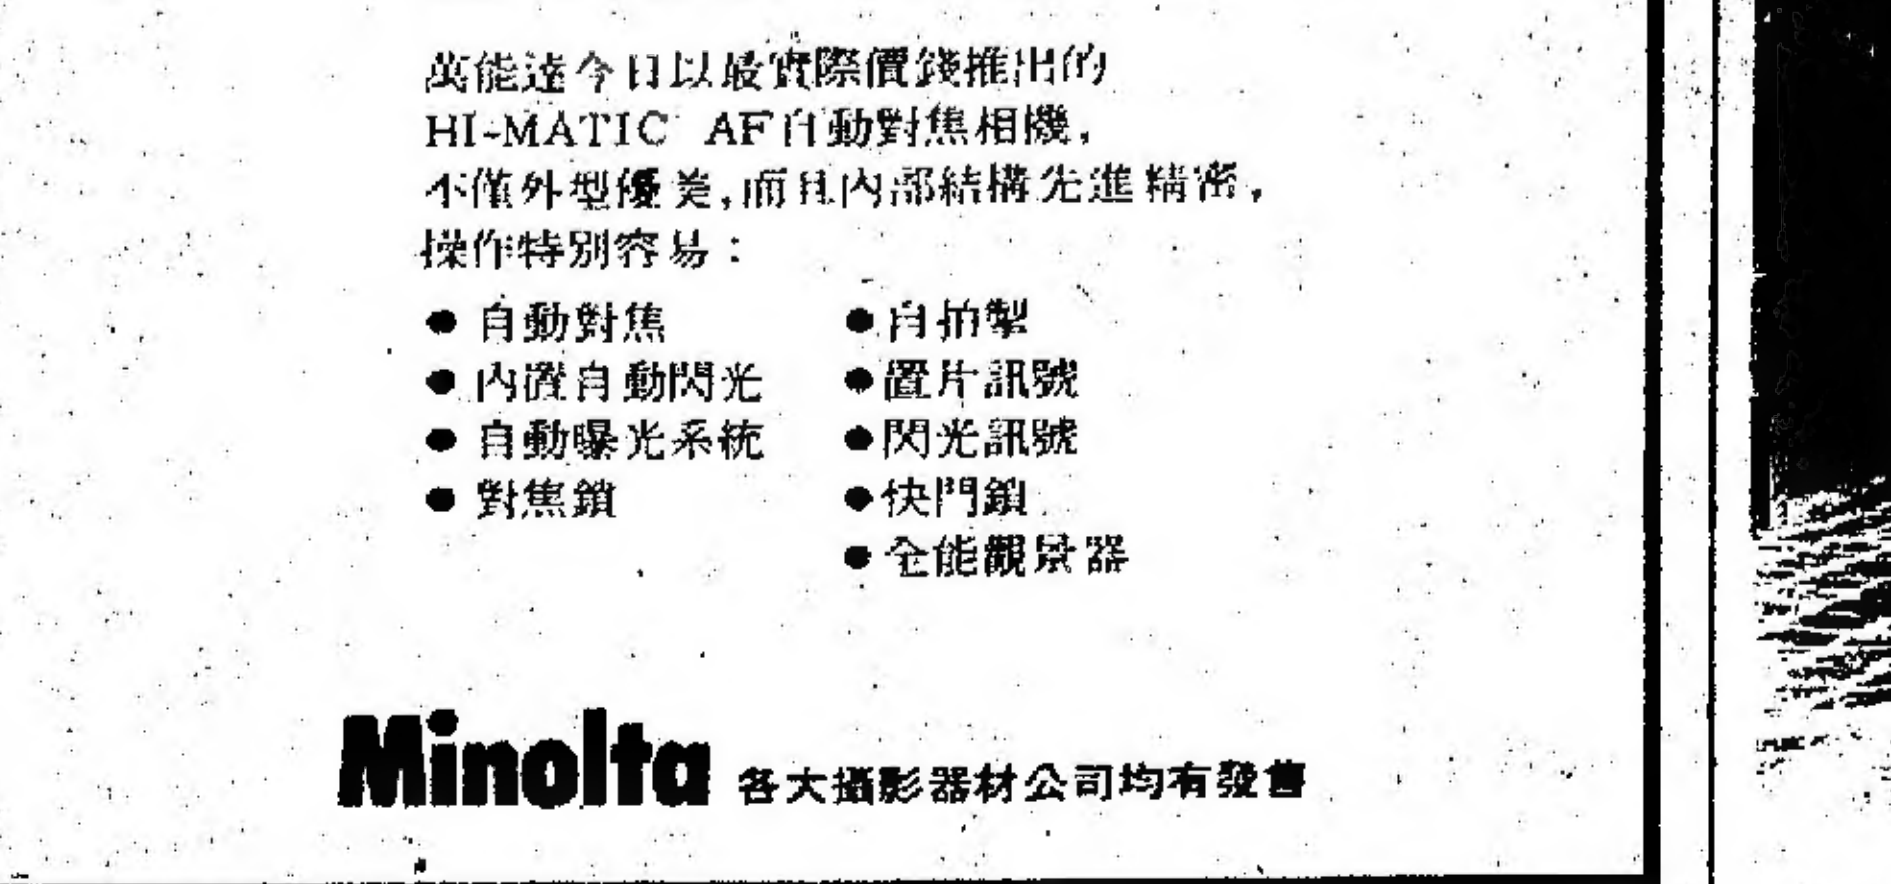 萬能達今日以最實際價錢推出的
HI-MATIC AF自動對焦相機，
不僅外型優美，而且內部結構先進精密，
操作特別容易：
● 自動對焦
● 內置自動閃光
● 自動曝光系統
● 對焦鎖
● 自拍掣
● 置片訊號
● 閃光訊號
● 快門鎖
● 全能觀景器
Minolta 各大攝影器材公司均有發售